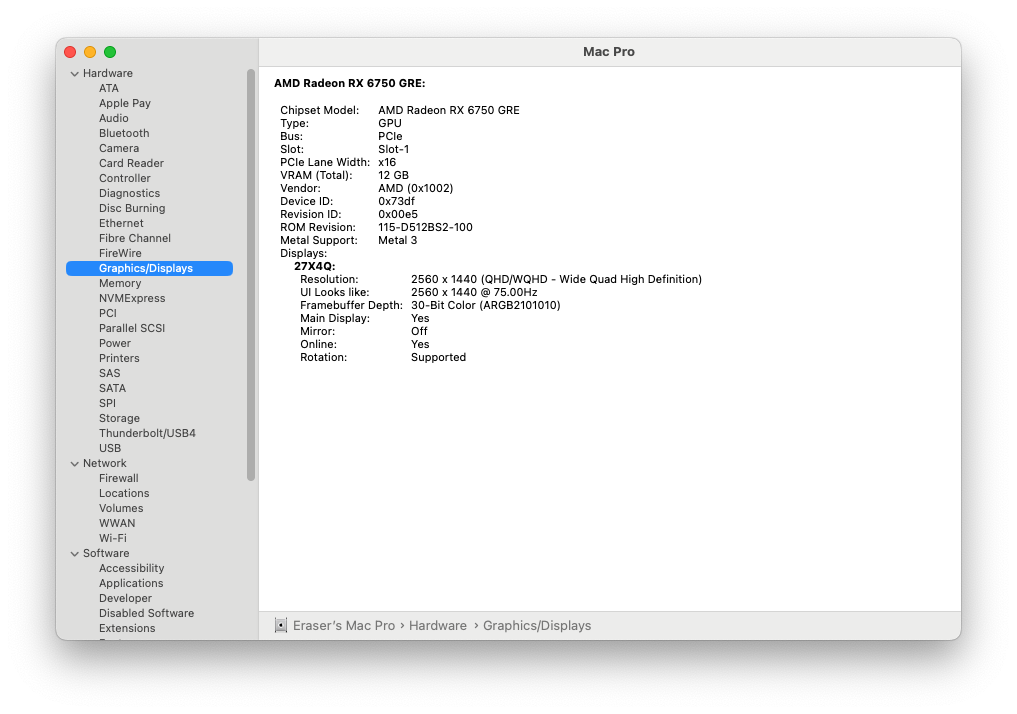 Mac Pro
Hardware
ATA
Apple Pay
Audio
Bluetooth
Camera
Card Reader
Controller
Diagnostics
Disc Burning
Ethernet
Fibre Channel
FireWire
Graphics/Displays
Memory
NVMExpress
PCI
Parallel SCSI
Power
Printers
SAS
SATA
SPI
Storage
Thunderbolt/USB4
USB
Network
Firewall
Locations
Volumes
WWAN
Wi-Fi
Software
Accessibility
Applications
Developer
Disabled Software
Extensions
AMD Radeon RX 6750 GRE:
Chipset Model: AMD Radeon RX 6750 GRE
Type: GPU
Bus: PCIe
Slot: Slot-1
PCIe Lane Width: x16
VRAM (Total): 12 GB
Vendor: AMD (0x1002)
Device ID: 0x73df
Revision ID: 0x00e5
ROM Revision: 115-D512BS2-100
Metal Support: Metal 3
Displays:
27X4Q:
Resolution: 2560 x 1440 (QHD/WQHD - Wide Quad High Definition)
UI Looks like: 2560 x 1440 @ 75.00Hz
Framebuffer Depth: 30-Bit Color (ARGB2101010)
Main Display: Yes
Mirror: Off
Online: Yes
Rotation: Supported
Eraser’s Mac Pro › Hardware › Graphics/Displays